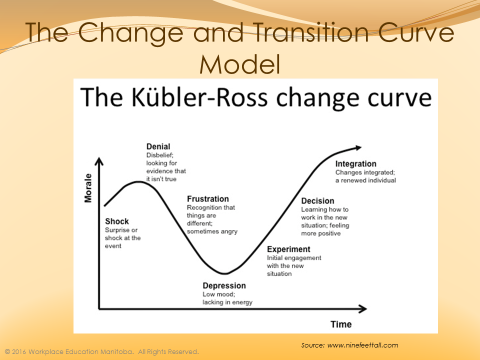 The Change and Transition Curve
Model
The Kübler-Ross change curve
Denial
Disbelief;
looking for
evidence that
it isn't true
Morale
Shock
Surprise or
shock at the
event
Frustration
Recognition that
things are
different;
sometimes angry
Depression
Low mood;
lacking in energy
Experiment
Initial engagement
with the new
situation
Decision
Learning how to
work in the new
situation; feeling
more positive
Integration
Changes integrated;
a renewed individual
Time
Source: www.ninefeettall.com
© 2016 Workplace Education Manitoba. All Rights Reserved.